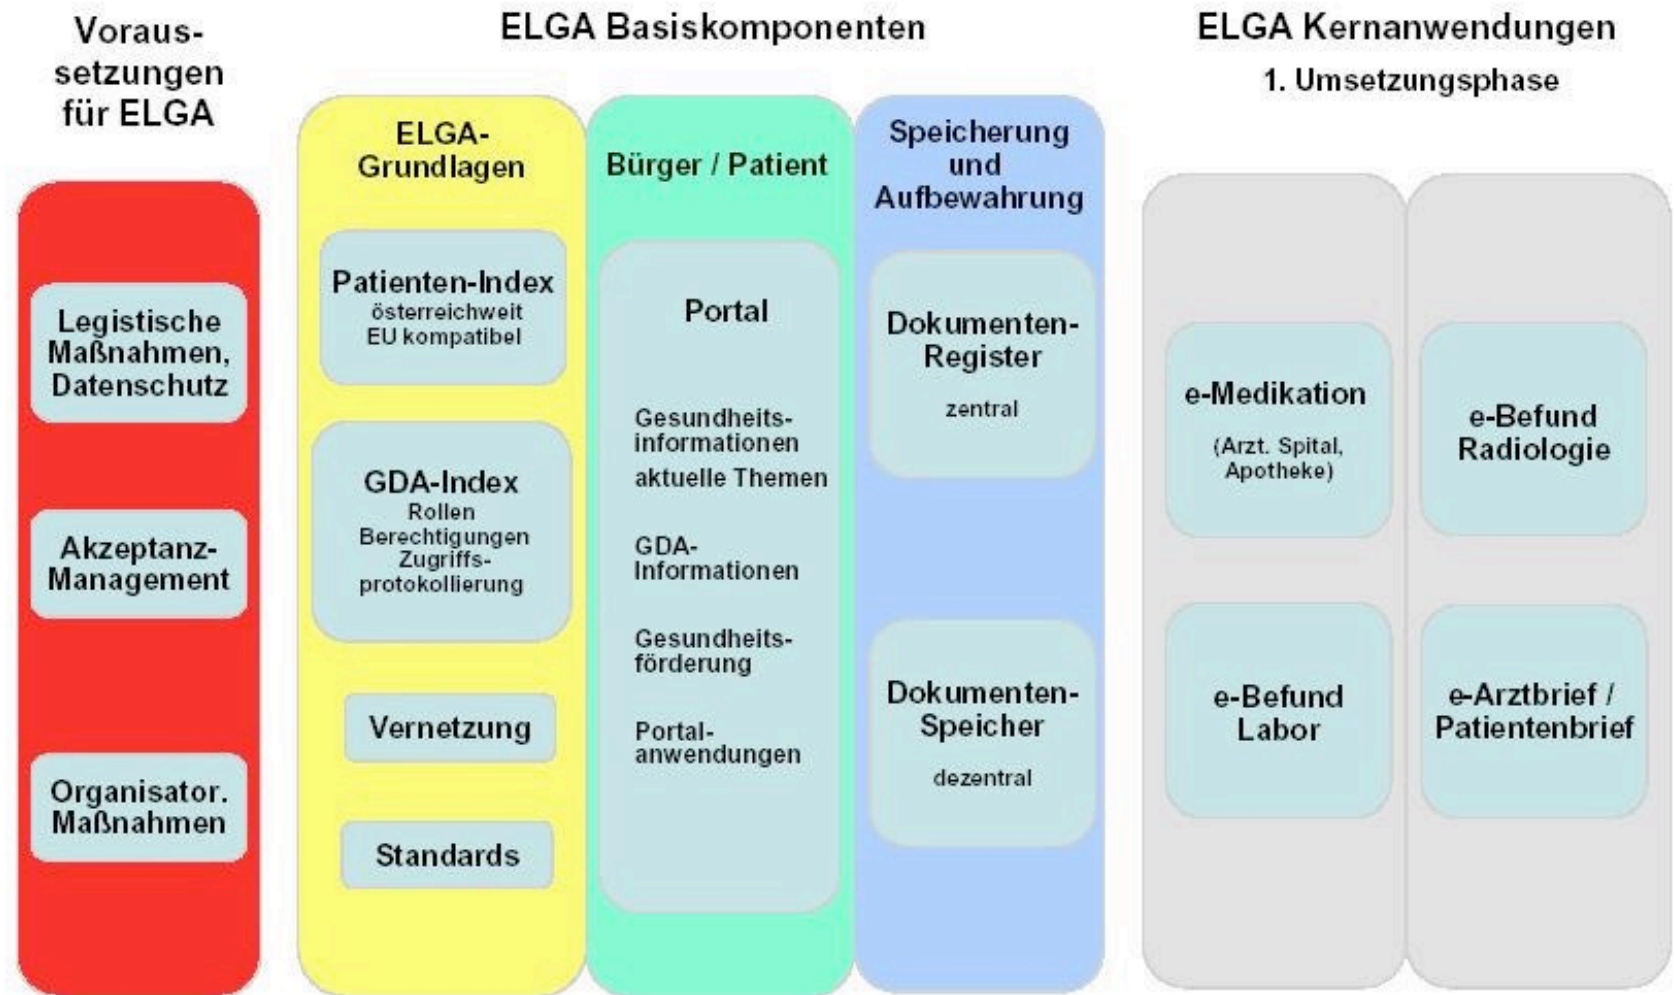 Voraus-
setzungen
für ELGA
Legistische
Maßnahmen,
Datenschutz
Akzeptanz-
Management
Organisator.
Maßnahmen
ELGA Basiskomponenten
ELGA-
Grundlagen
Patienten-Index
österreichweit
EU kompatibel
GDA-Index
Rollen
Berechtigungen
Zugriffs-
protokollierung
Vernetzung
Standards
Bürger / Patient
Portal
Gesundheits-
informationen
aktuelle Themen
GDA-
Informationen
Gesundheits-
förderung
Portal-
anwendungen
Speicherung
und
Aufbewahrung
Dokumenten-
Register
zentral
Dokumenten-
Speicher
dezentral
ELGA Kernanwendungen
1. Umsetzungsphase
e-Medikation
(Arzt. Spital,
Apotheke)
e-Befund
Labor
e-Befund
Radiologie
e-Arztbrief /
Patientenbrief